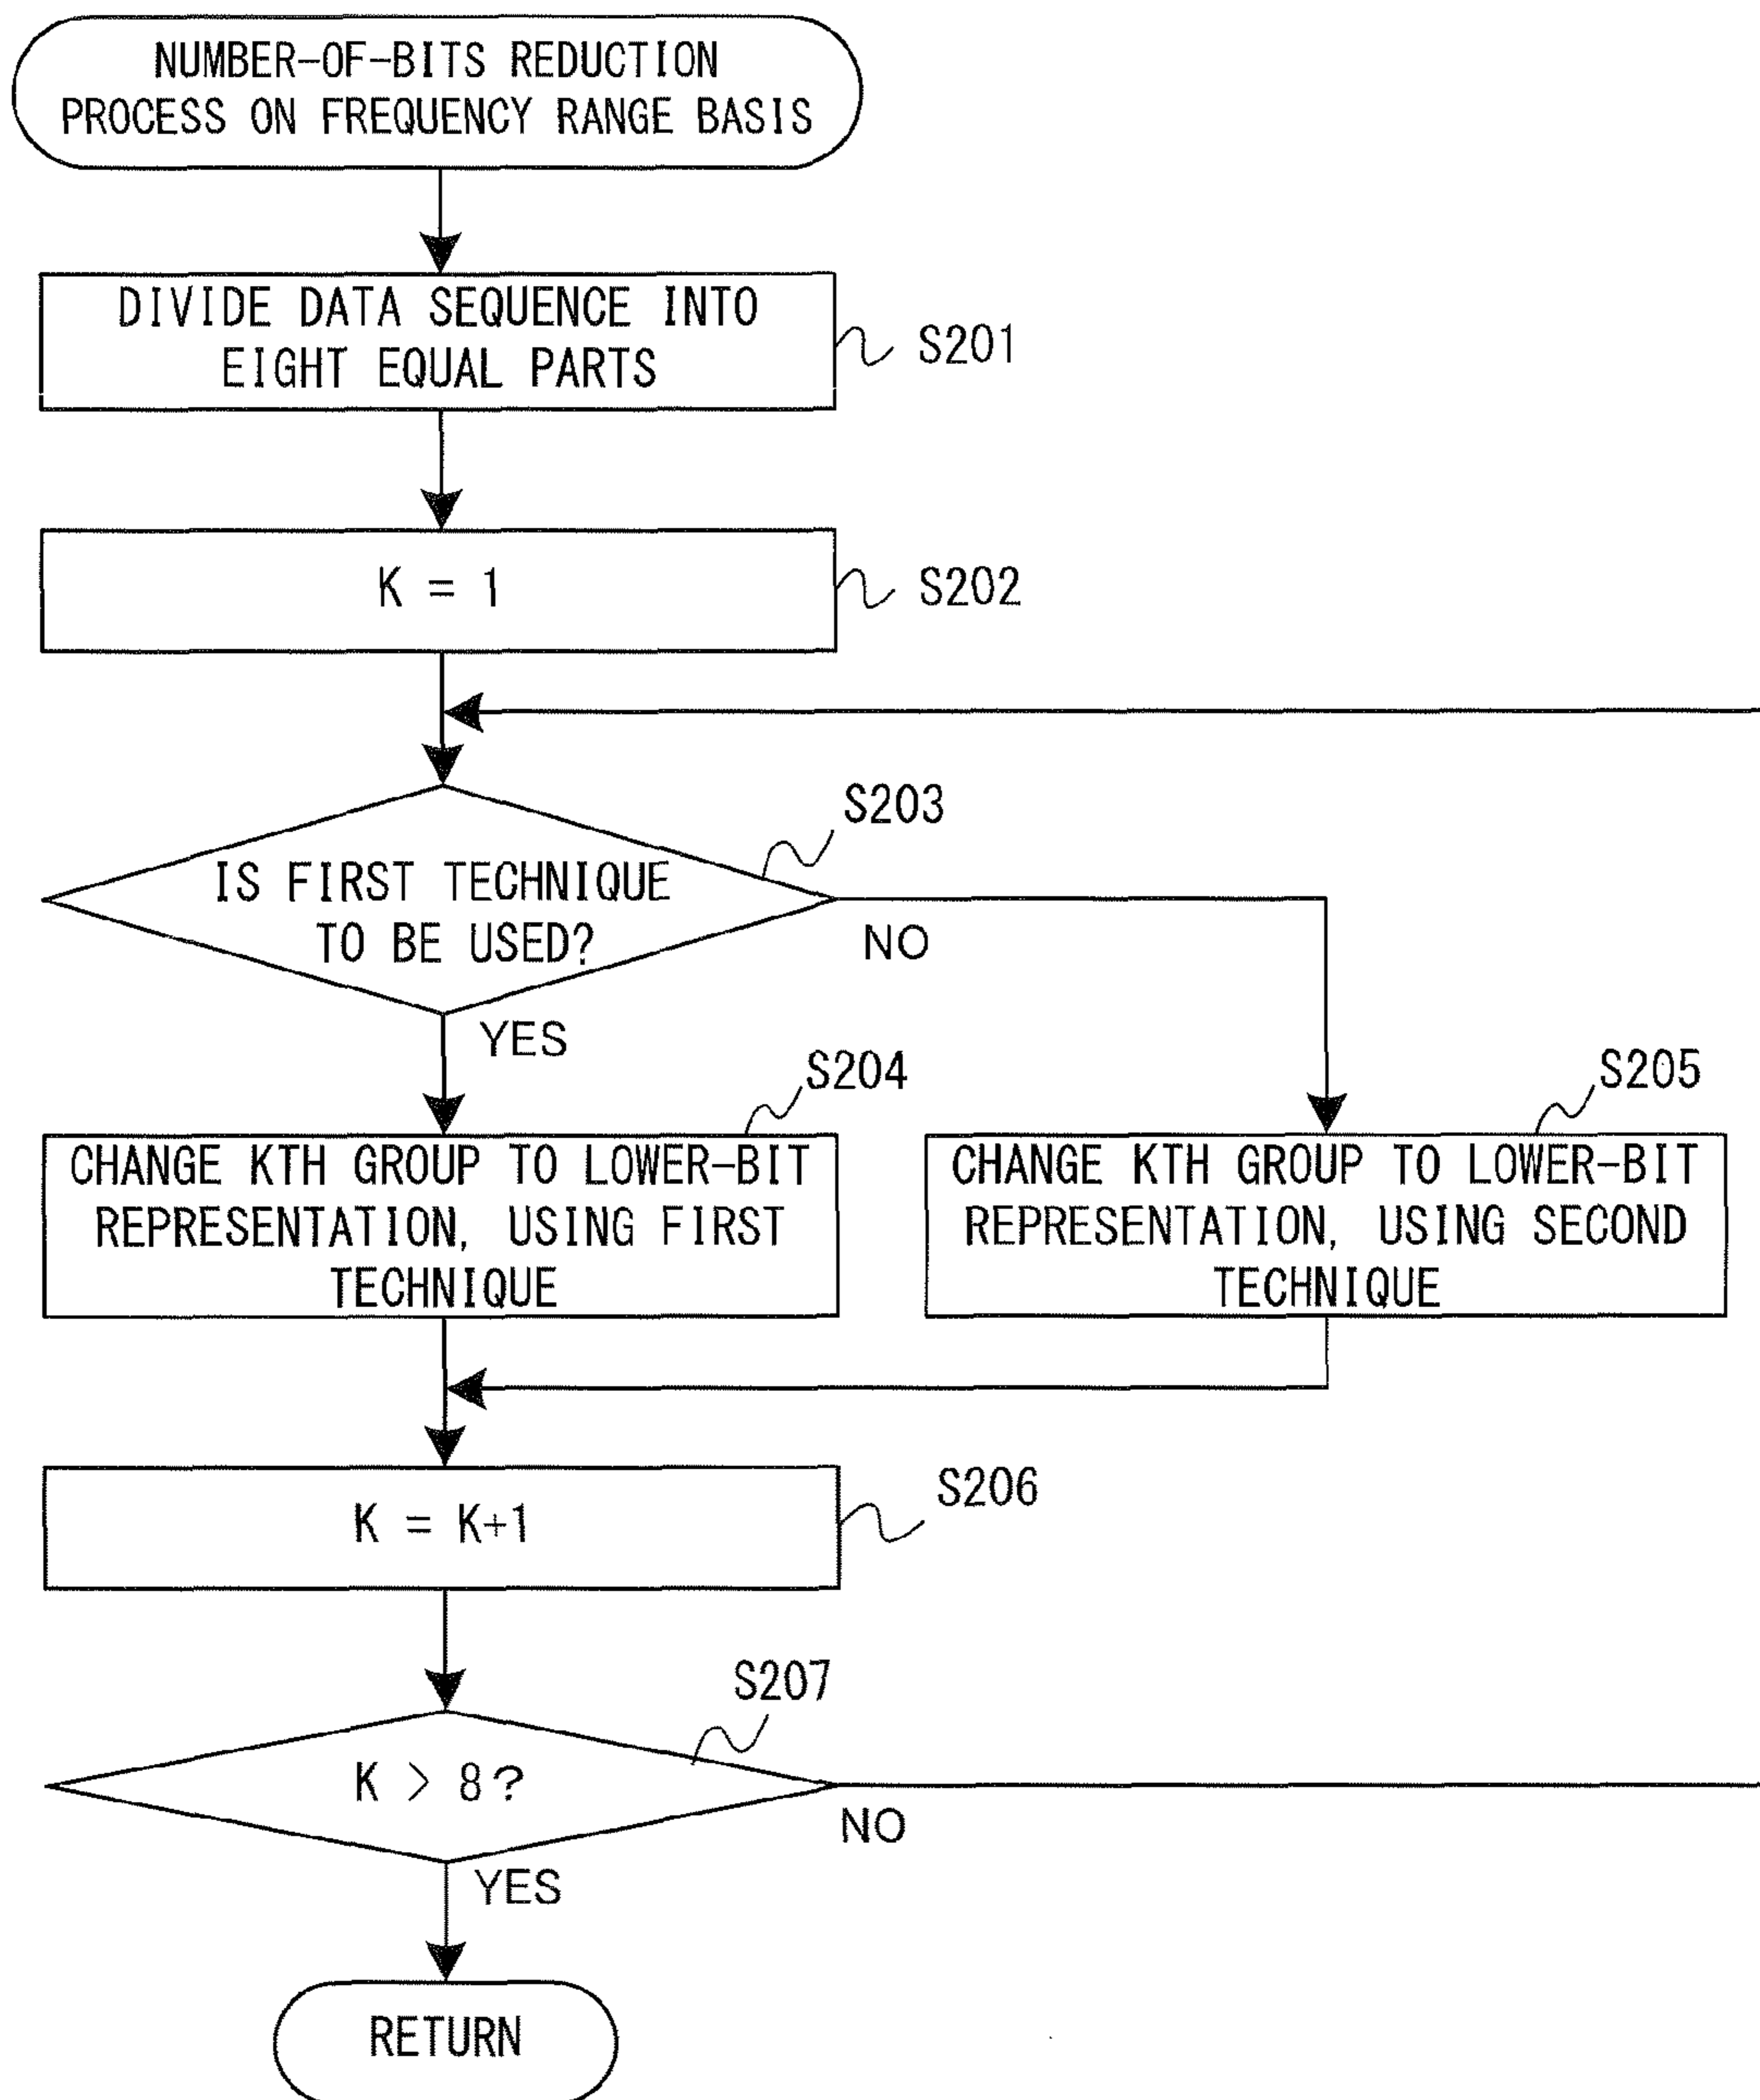 NUMBER-OF-BITS REDUCTION
PROCESS ON FREQUENCY RANGE BASIS
DIVIDE DATA SEQUENCE INTO
EIGHT EQUAL PARTS
S201
K = 1
S202
S203
IS FIRST TECHNIQUE
TO BE USED?
NO
YES
S204
CHANGE KTH GROUP TO LOWER-BIT
REPRESENTATION, USING FIRST
TECHNIQUE
S205
CHANGE KTH GROUP TO LOWER-BIT
REPRESENTATION, USING SECOND
TECHNIQUE
K = K+1
S206
S207
K > 8?
NO
YES
RETURN